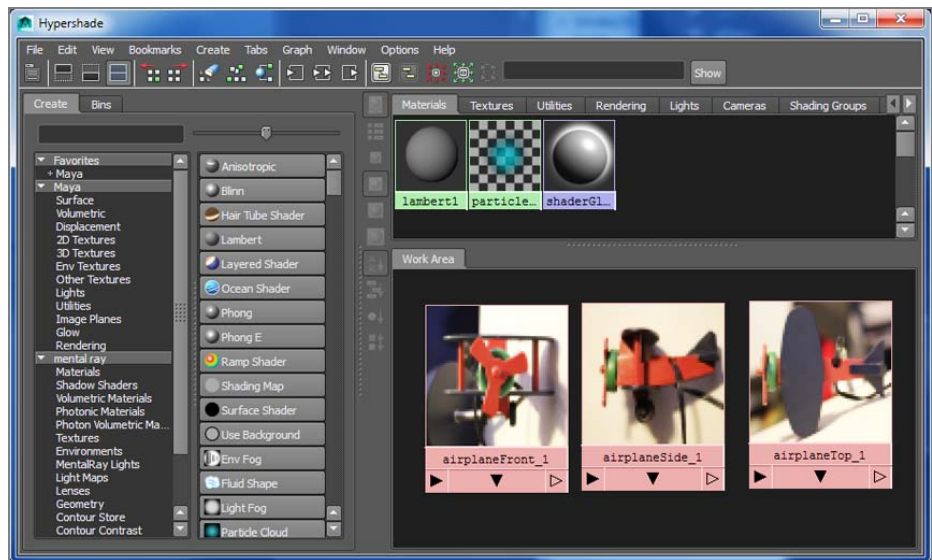 Hypershade
File Edit View Bookmarks Create Tabs Graph Window Options Help
Show
Create Bins
Favorites
+ Maya
Maya
Surface
Volumetric
Displacement
2D Textures
3D Textures
Env Textures
Other Textures
Lights
Utilities
Image Planes
Glow
Rendering
mental ray
Materials
Shadow Shaders
Volumetric Materials
Photonic Materials
Photon Volumetric Ma...
Textures
Environments
MentalRay Lights
Light Maps
Lenses
Geometry
Contour Store
Contour Contrast
Anisotropic
Blinn
Hair Tube Shader
Lambert
Layered Shader
Ocean Shader
Phong
Phong E
Ramp Shader
Shading Map
Surface Shader
Use Background
Env Fog
Fluid Shape
Light Fog
Particle Cloud
Materials Textures Utilities Rendering Lights Cameras Shading Groups
lambert1 particle... shaderGl...
Work Area
airplaneFront_1 airplaneSide_1 airplaneTop_1